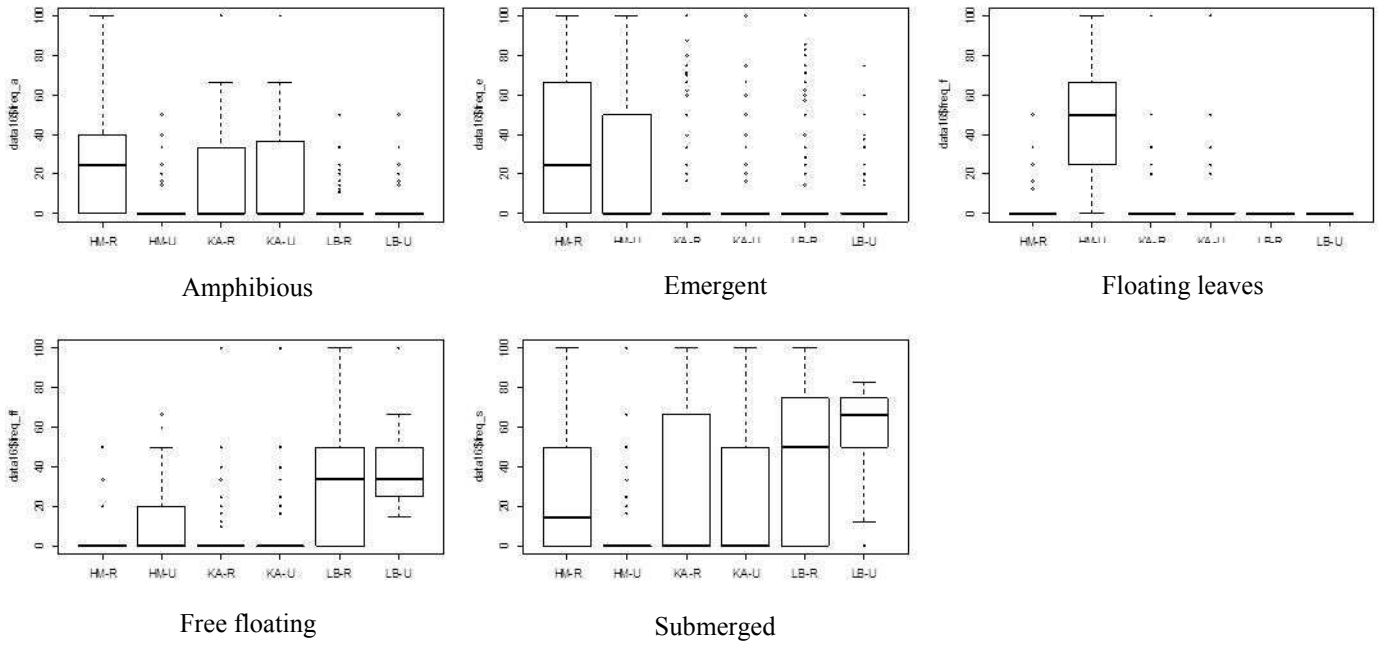 data16$freq_a
100
80
60
40
20
0
HM-R HM-U KA-R KA-U LB-R LB-U
Amphibious
data16$freq_e
100
80
60
40
20
0
HM-R HM-U KA-R KA-U LB-R LB-U
Emergent
data16$freq_f
100
80
60
40
20
0
HM-R HM-U KA-R KA-U LB-R LB-U
Floating leaves
data16$freq_ff
100
80
60
40
20
0
HM-R HM-U KA-R KA-U LB-R LB-U
Free floating
data16$freq_s
100
80
60
40
20
0
HM-R HM-U KA-R KA-U LB-R LB-U
Submerged